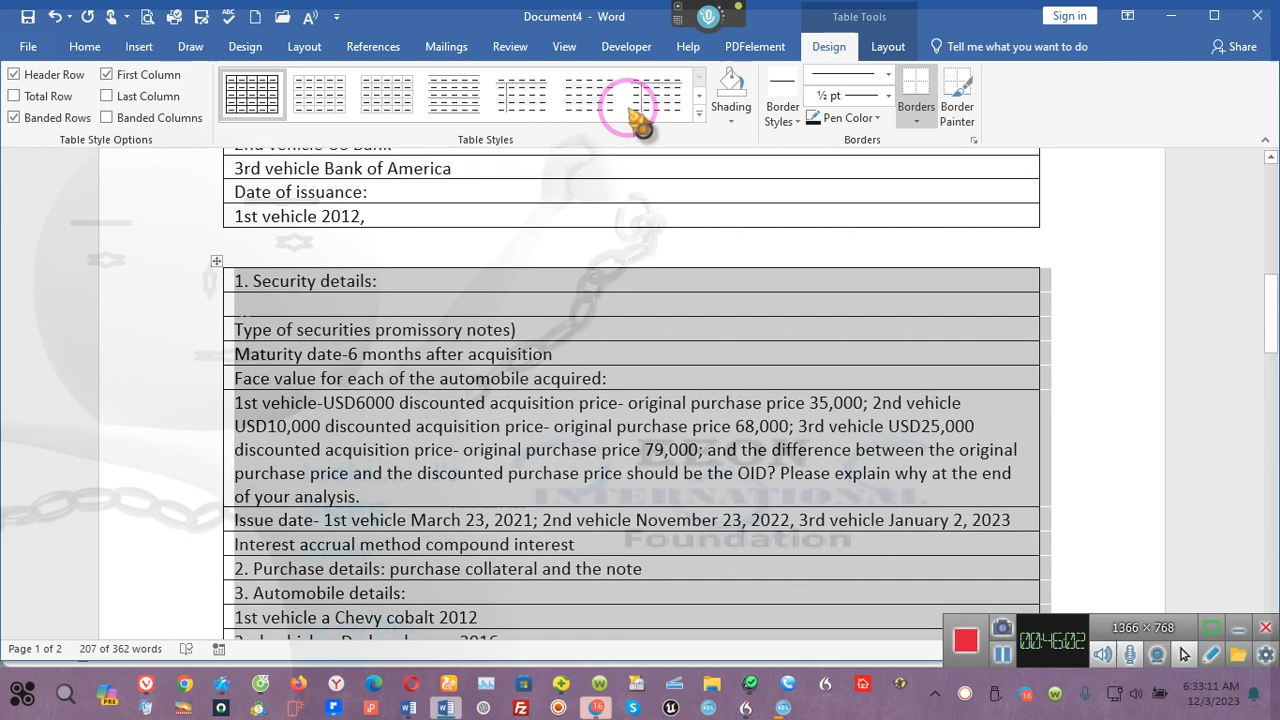 Document4 - Word
Table Tools
Sign in
File Home Insert Draw Design Layout References Mailings Review View Developer Help PDFelement Design Layout Tell me what you want to do Share
Header Row First Column
Total Row Last Column
Banded Rows Banded Columns
Shading
Border Styles
½ pt
Pen Color
Borders
Border Painter
Table Style Options
Table Styles
Borders
3rd vehicle Bank of America
Date of issuance:
1st vehicle 2012,
1. Security details:
Type of securities promissory notes)
Maturity date-6 months after acquisition
Face value for each of the automobile acquired:
1st vehicle-USD6000 discounted acquisition price- original purchase price 35,000; 2nd vehicle
USD10,000 discounted acquisition price- original purchase price 68,000; 3rd vehicle USD25,000
discounted acquisition price- original purchase price 79,000; and the difference between the original
purchase price and the discounted purchase price should be the OID? Please explain why at the end
of your analysis.
Issue date- 1st vehicle March 23, 2021; 2nd vehicle November 23, 2022, 3rd vehicle January 2, 2023
Interest accrual method compound interest
2. Purchase details: purchase collateral and the note
3. Automobile details:
1st vehicle a Chevy cobalt 2012
INTERNATIONAL
Foundation
1366 × 768
00:46:02
Page 1 of 2 207 of 362 words
PRE
16
6:33:11 AM
12/3/2023